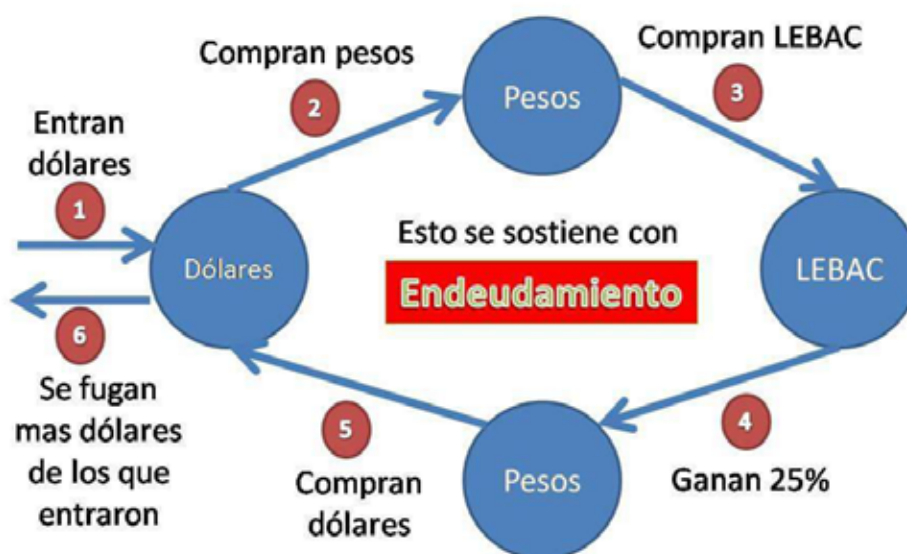 Entran
dólares
1
Compran pesos
2
Pesos
Compran LEBAC
3
Dólares
Esto se sostiene con
Endeudamiento
LEBAC
6
Se fugan
mas dólares
de los que
entraron
5
Compran
dólares
Pesos
4
Ganan 25%